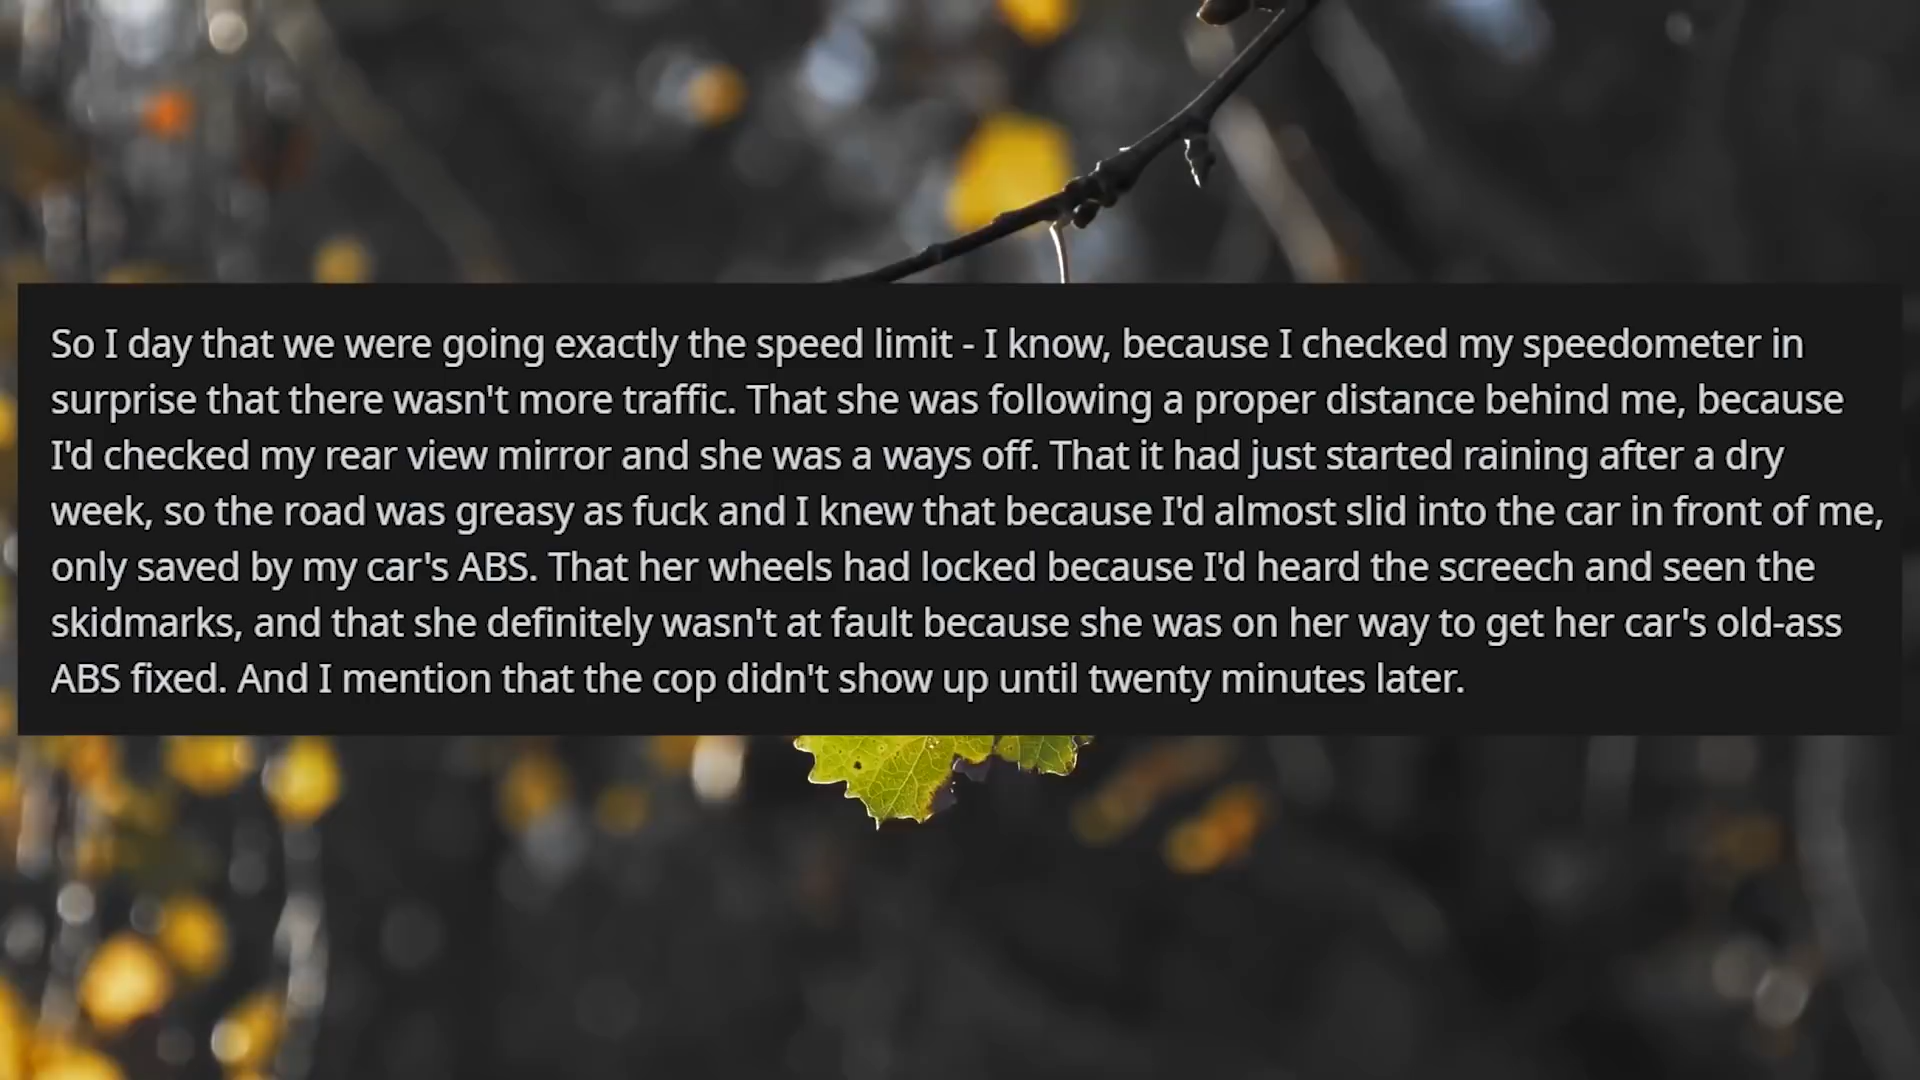 So I day that we were going exactly the speed limit - I know, because I checked my speedometer in
surprise that there wasn't more traffic. That she was following a proper distance behind me, because
I'd checked my rear view mirror and she was a ways off. That it had just started raining after a dry
week, so the road was greasy as fuck and I knew that because I'd almost slid into the car in front of me,
only saved by my car's ABS. That her wheels had locked because I'd heard the screech and seen the
skidmarks, and that she definitely wasn't at fault because she was on her way to get her car's old-ass
ABS fixed. And I mention that the cop didn't show up until twenty minutes later.